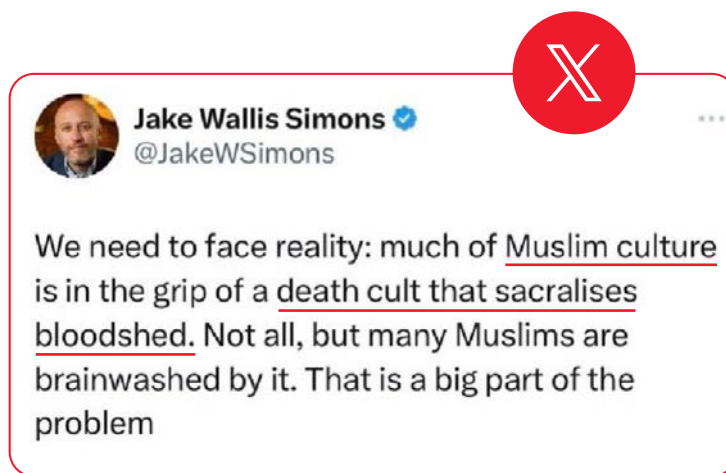 Jake Wallis Simons
@JakeWSimons
We need to face reality: much of Muslim culture
is in the grip of a death cult that sacralises
bloodshed. Not all, but many Muslims are
brainwashed by it. That is a big part of the
problem